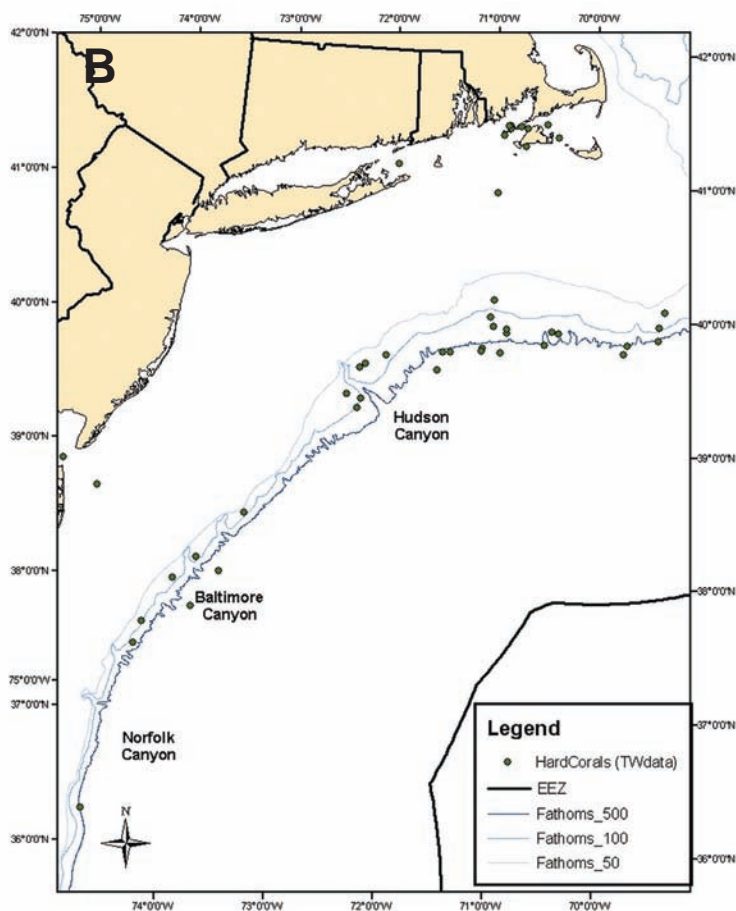 75°0'0"W 74°0'0"W 73°0'0"W 72°0'0"W 71°0'0"W 70°0'0"W
B
42°0'0"N
42°0'0"N
41°0'0"N
41°0'0"N
40°0'0"N
40°0'0"N
Hudson
Canyon
39°0'0"N
39°0'0"N
38°0'0"N
38°0'0"N
Baltimore
Canyon
75°0'0"W
37°0'0"N
37°0'0"N
Norfolk
Canyon
Legend
HardCorals (TWdata)
EEZ
Fathoms_500
Fathoms_100
Fathoms_50
N
36°0'0"N
36°0'0"N
74°0'0"W 73°0'0"W 72°0'0"W 71°0'0"W 70°0'0"W